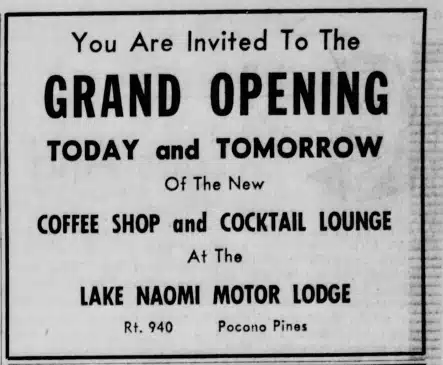 You Are Invited To The
GRAND OPENING
TODAY and TOMORROW
Of The New
COFFEE SHOP and COCKTAIL LOUNGE
At The
LAKE NAOMI MOTOR LODGE
Rt. 940 Pocono Pines